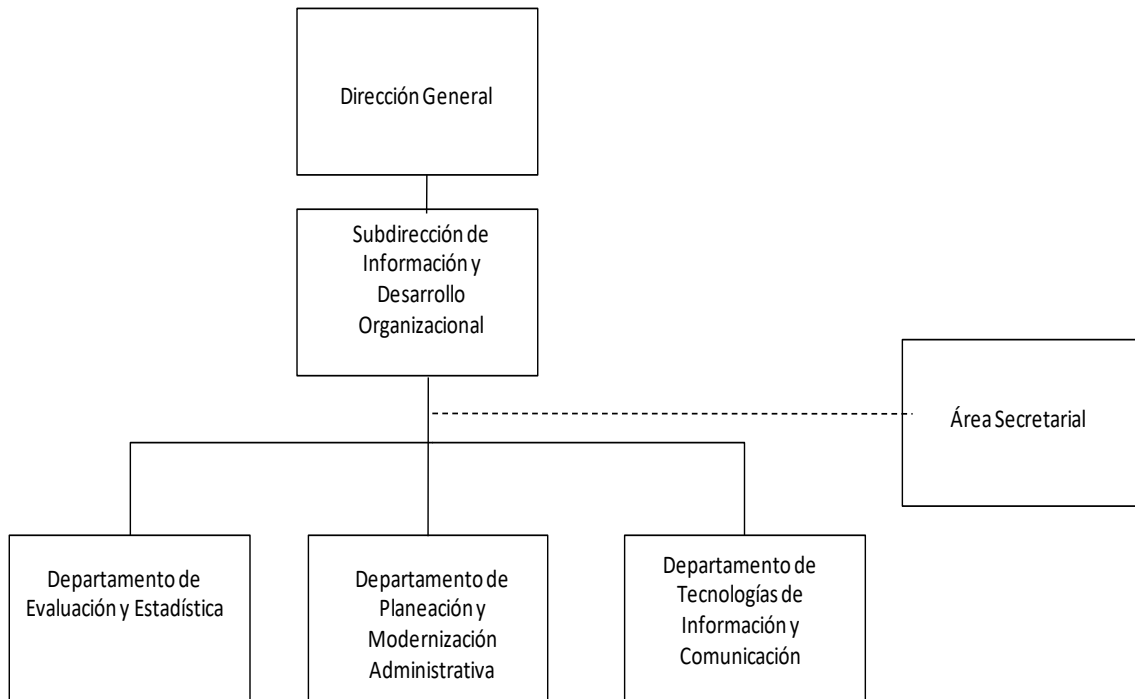 Dirección General
Subdirección de
Información y
Desarrollo
Organizacional
Área Secretarial
Departamento de
Evaluación y Estadística
Departamento de
Planeación y
Modernización
Administrativa
Departamento de
Tecnologías de
Información y
Comunicación